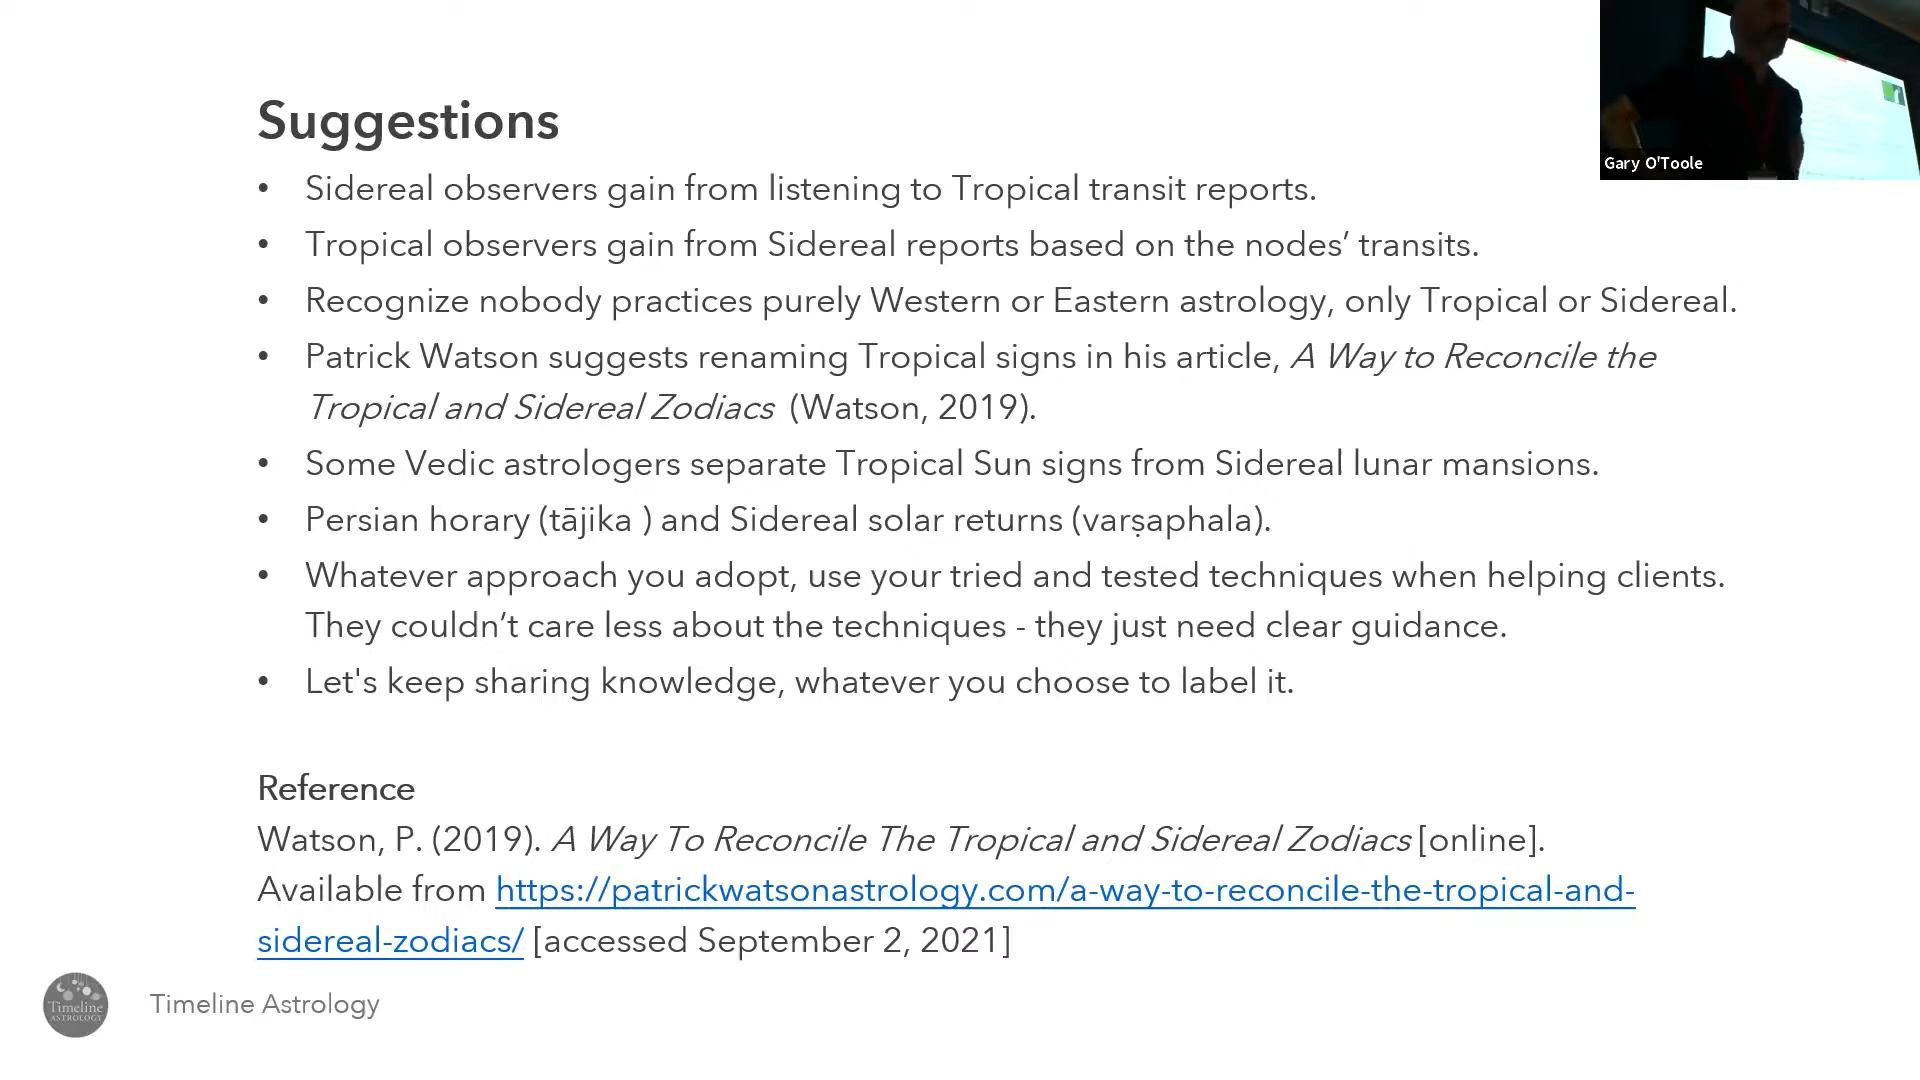 Suggestions
Gary O'Toole
• Sidereal observers gain from listening to Tropical transit reports.
• Tropical observers gain from Sidereal reports based on the nodes’ transits.
• Recognize nobody practices purely Western or Eastern astrology, only Tropical or Sidereal.
• Patrick Watson suggests renaming Tropical signs in his article, A Way to Reconcile the
Tropical and Sidereal Zodiacs (Watson, 2019).
• Some Vedic astrologers separate Tropical Sun signs from Sidereal lunar mansions.
• Persian horary (tājika ) and Sidereal solar returns (varṣaphala).
• Whatever approach you adopt, use your tried and tested techniques when helping clients.
They couldn’t care less about the techniques - they just need clear guidance.
• Let's keep sharing knowledge, whatever you choose to label it.
Reference
Watson, P. (2019). A Way To Reconcile The Tropical and Sidereal Zodiacs [online].
Available from https://patrickwatsonastrology.com/a-way-to-reconcile-the-tropical-and-
sidereal-zodiacs/ [accessed September 2, 2021]
Timeline
ASTROLOGY
Timeline Astrology